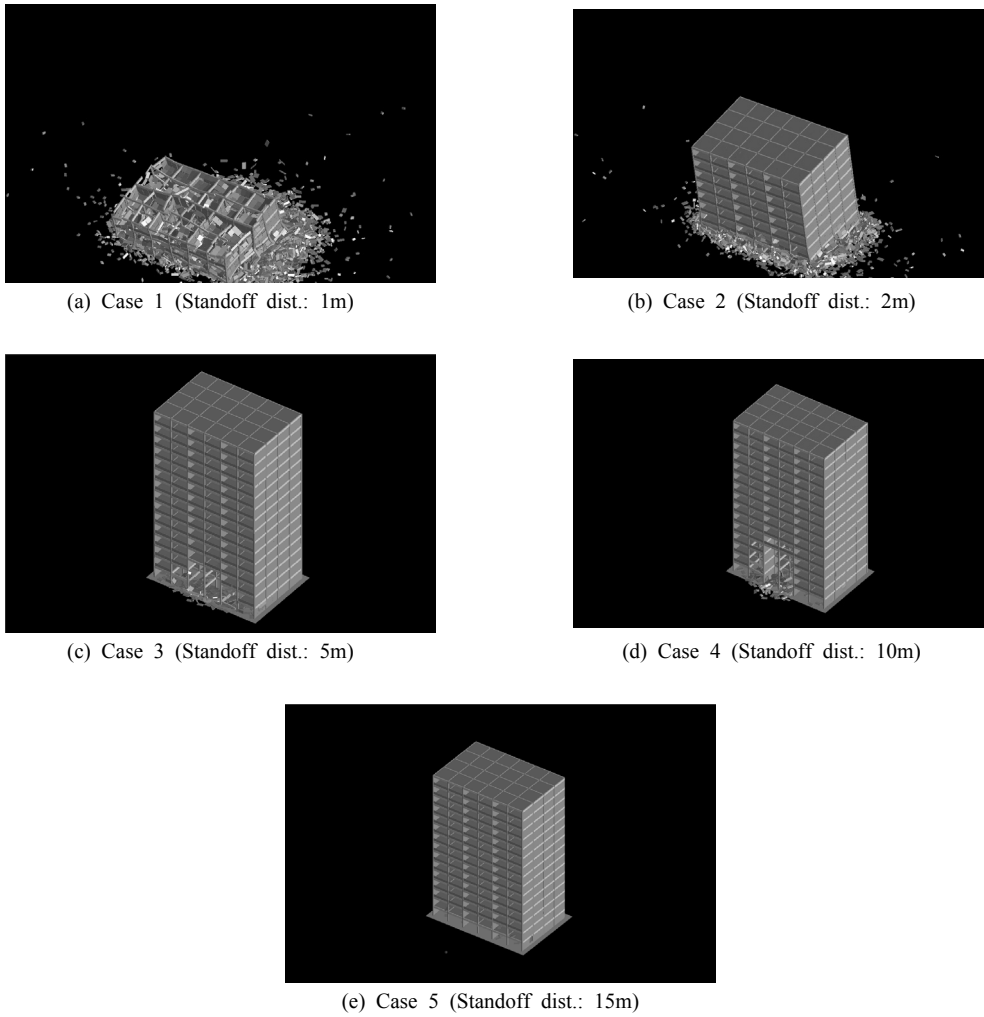 (a) Case 1 (Standoff dist.: 1m)
(b) Case 2 (Standoff dist.: 2m)
(c) Case 3 (Standoff dist.: 5m)
(d) Case 4 (Standoff dist.: 10m)
(e) Case 5 (Standoff dist.: 15m)